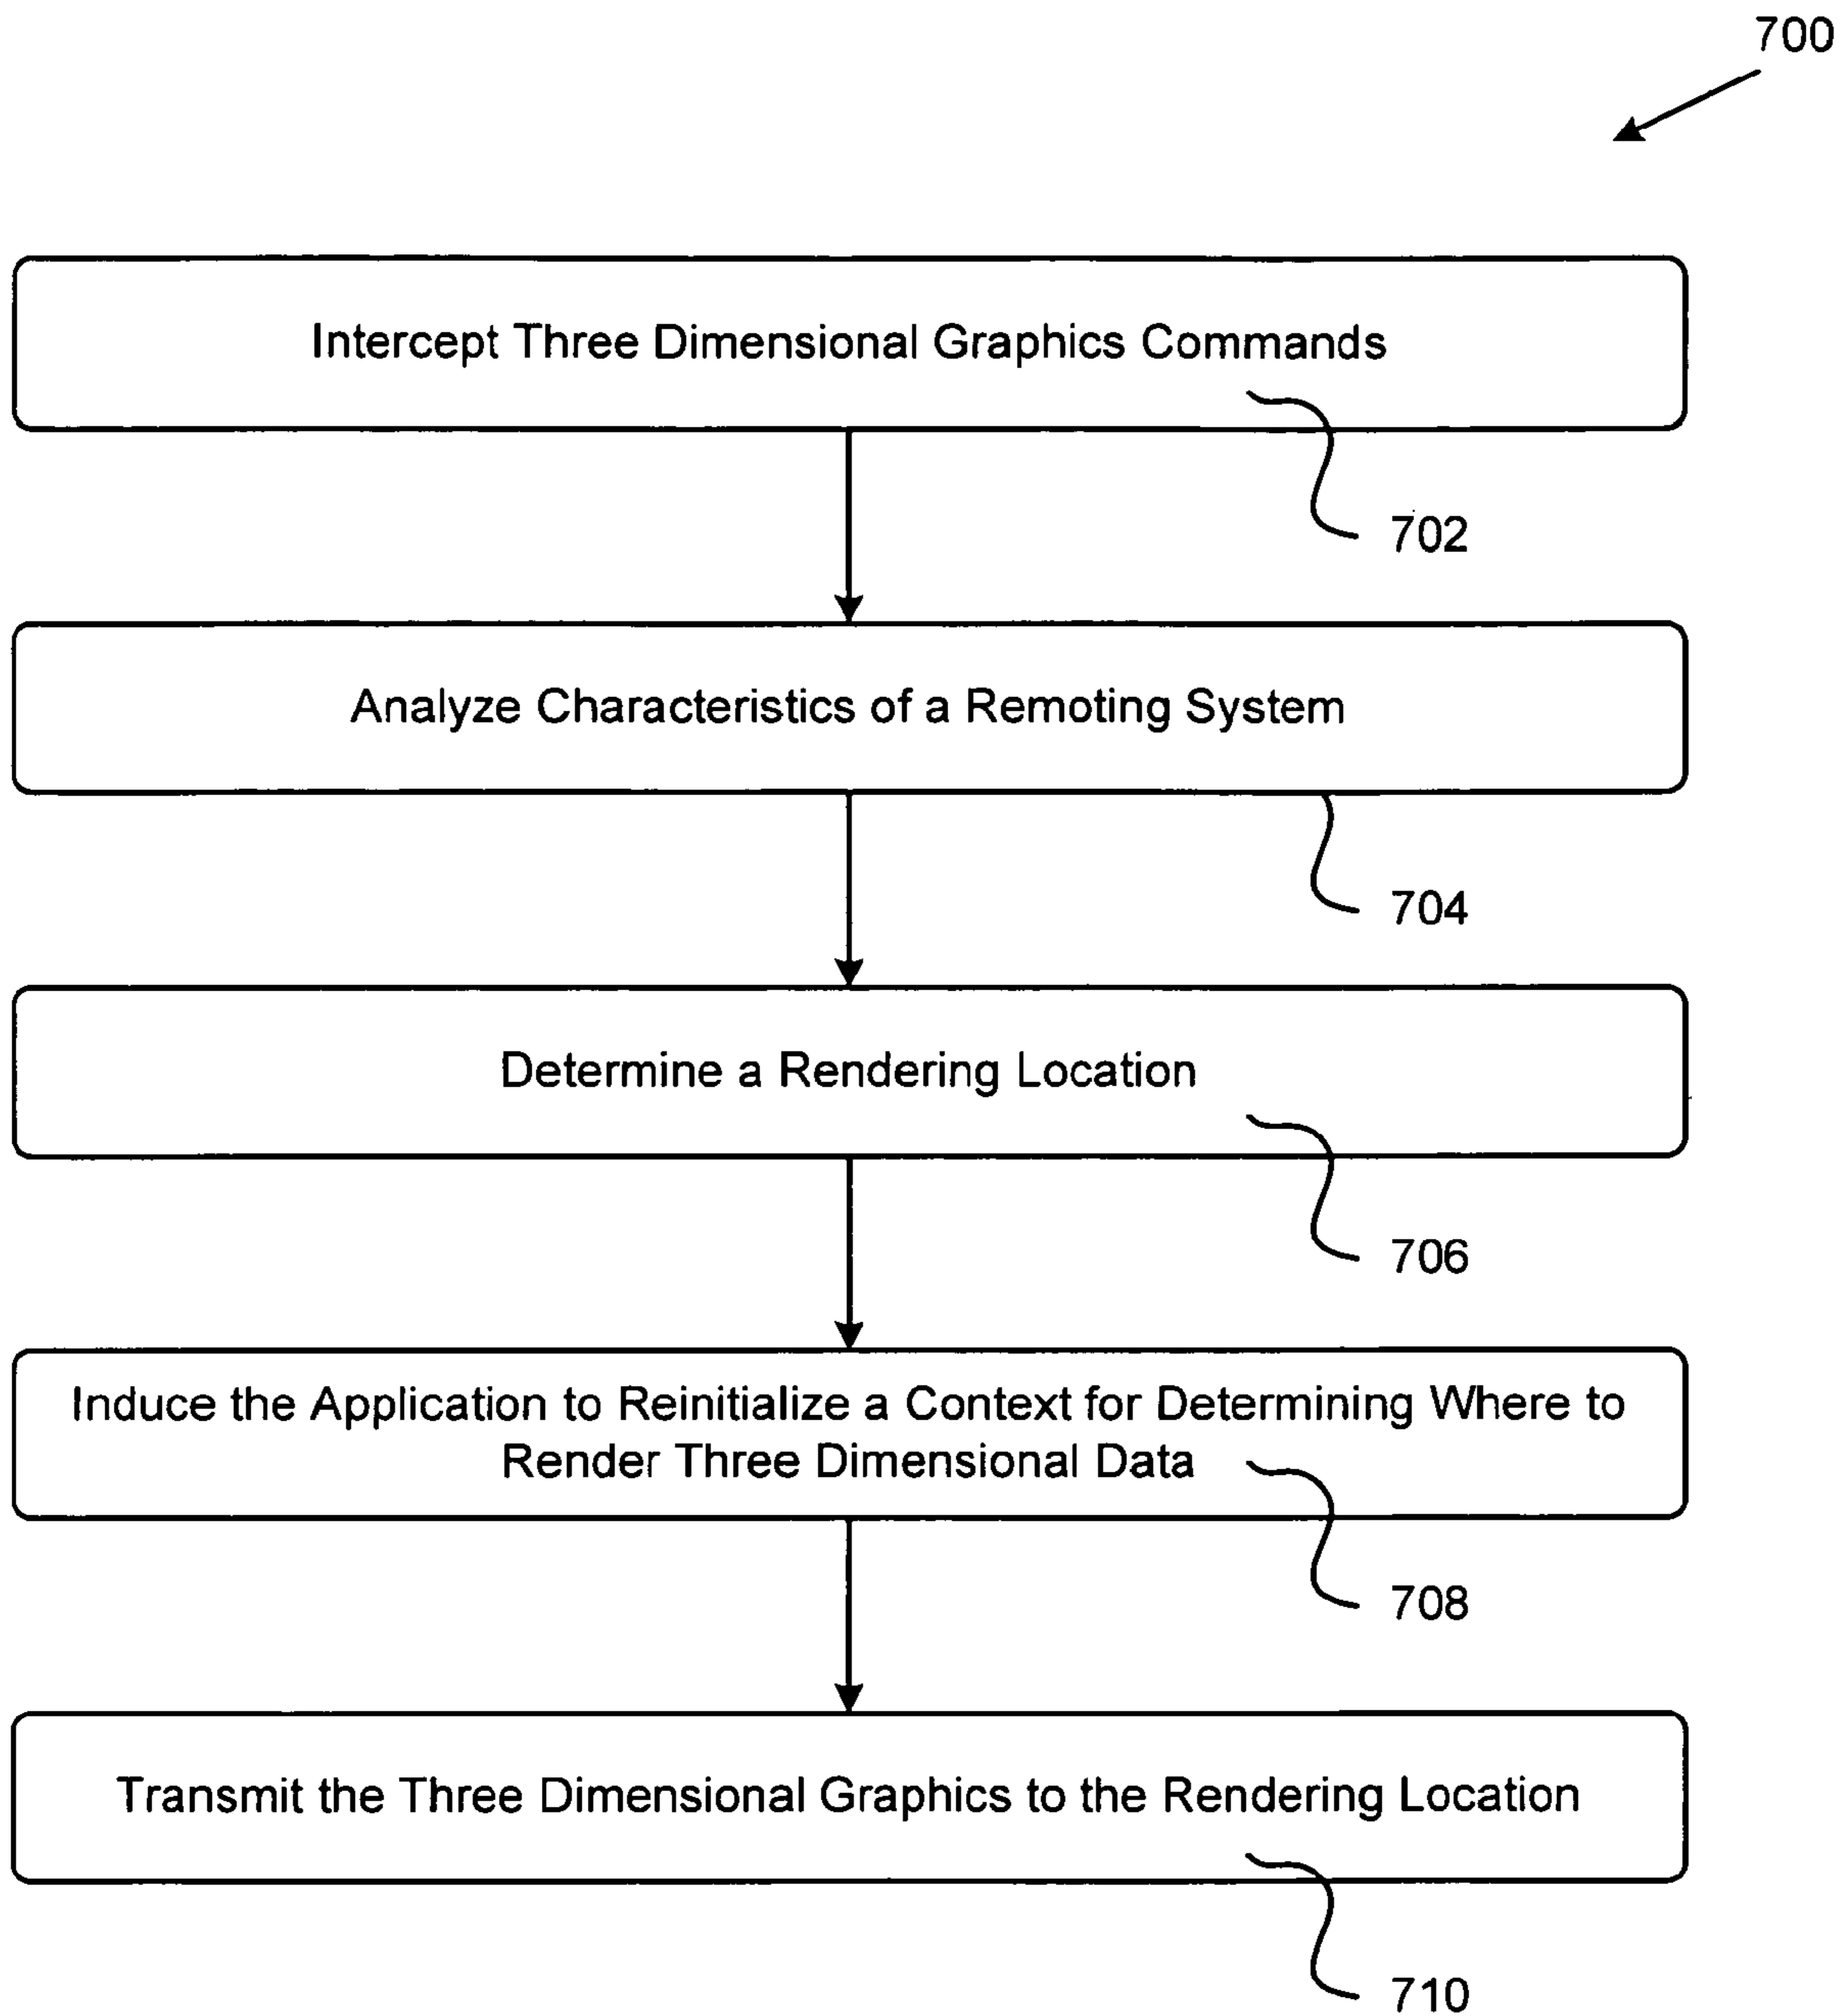 700
Intercept Three Dimensional Graphics Commands
702
Analyze Characteristics of a Remoting System
704
Determine a Rendering Location
706
Induce the Application to Reinitialize a Context for Determining Where to
Render Three Dimensional Data
708
Transmit the Three Dimensional Graphics to the Rendering Location
710